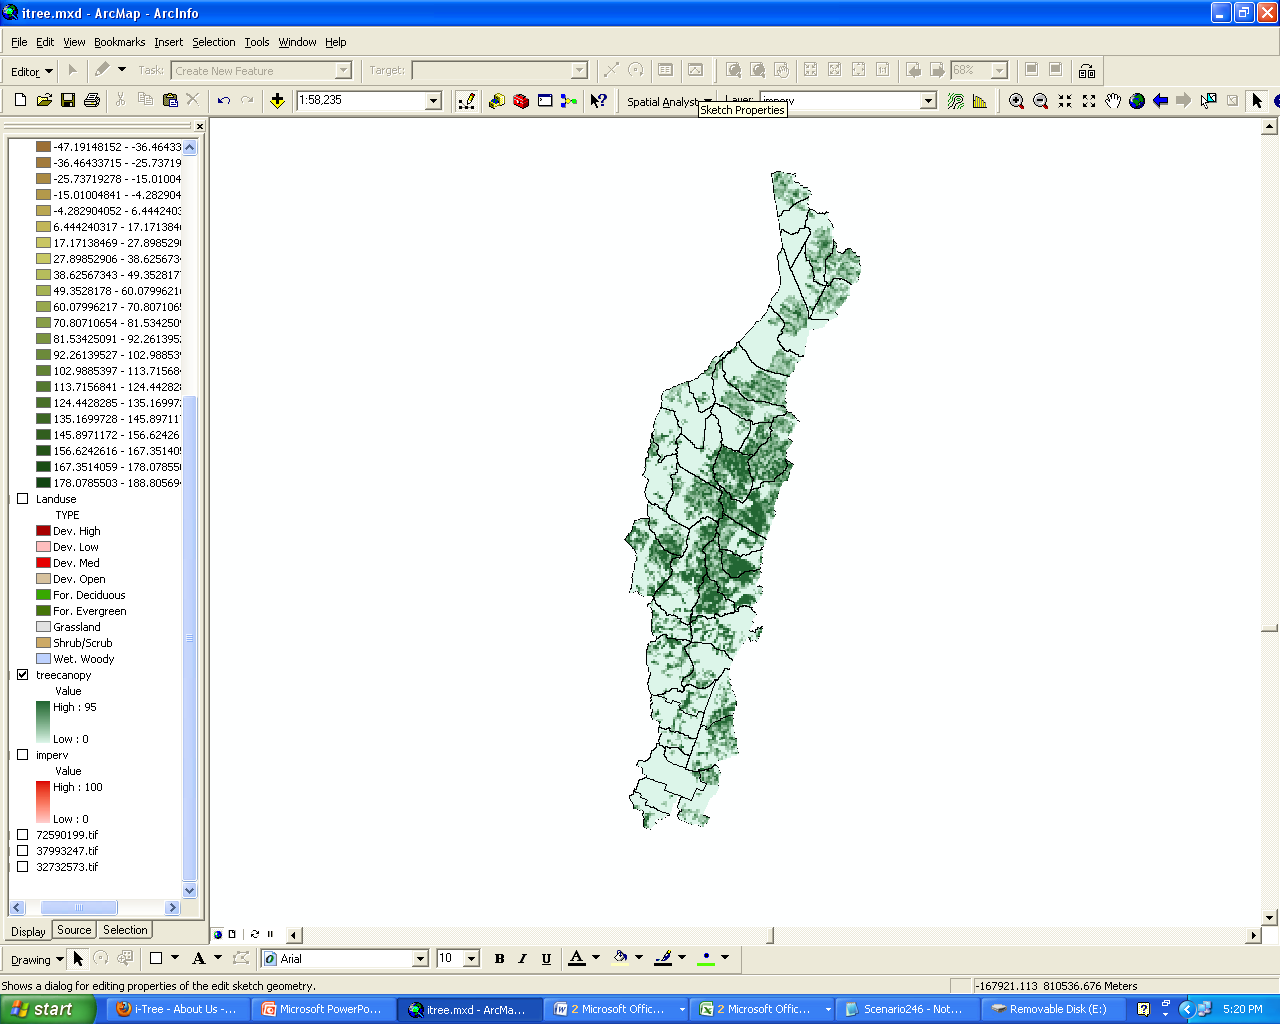 itree.mxd - ArcMap - ArcInfo
File Edit View Bookmarks Insert Selection Tools Window Help
Editor Task: Create New Feature Target: 68%
1:58,235 Spatial Analyst imperv
Sketch Properties
-47.19148152 - -36.46433
-36.46433715 - -25.73719
-25.73719278 - -15.01004
-15.01004841 - -4.282904
-4.282904052 - 6.4442403
6.444240317 - 17.171384
17.17138469 - 27.898529
27.89852906 - 38.625673
38.62567343 - 49.352817
49.3528178 - 60.0799621
60.07996217 - 70.807106
70.80710654 - 81.534250
81.53425091 - 92.261395
92.26139527 - 102.98853
102.9885397 - 113.71568
113.7156841 - 124.44282
124.4428285 - 135.16997
135.1699728 - 145.89711
145.8971172 - 156.62426
156.6242616 - 167.35140
167.3514059 - 178.07855
178.0785503 - 188.80569
Landuse
TYPE
Dev. High
Dev. Low
Dev. Med
Dev. Open
For. Deciduous
For. Evergreen
Grassland
Shrub/Scrub
Wet. Woody
treecanopy
Value
High : 95
Low : 0
imperv
Value
High : 100
Low : 0
72590199.tif
37993247.tif
32732573.tif
Display Source Selection
Drawing A Arial 10 B I U A
Shows a dialog for editing properties of the edit sketch geometry. -167921.113 810536.676 Meters
start i-Tree - About Us -... Microsoft PowerPo... itree.mxd - ArcMa... 2 Microsoft Offic... 2 Microsoft Offic... Scenario246 - Not... Removable Disk (E:) 5:20 PM